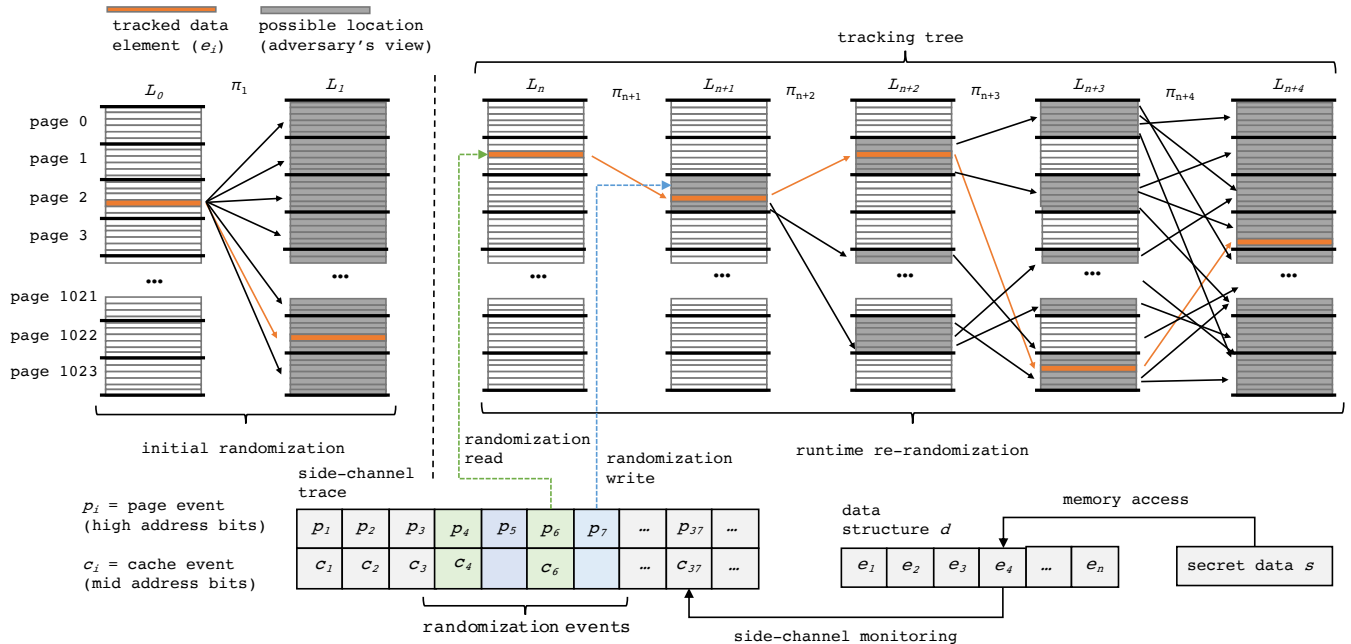 tracked data
element (eᵢ)
possible location
(adversary's view)
tracking tree
L₀ π₁ L₁
Lₙ πₙ₊₁ Lₙ₊₁ πₙ₊₂ Lₙ₊₂ πₙ₊₃ Lₙ₊₃ πₙ₊₄ Lₙ₊₄
page 0
page 1
page 2
page 3
...
page 1021
page 1022
page 1023
initial randomization
randomization
read
randomization
write
runtime re-randomization
side-channel
trace
pᵢ = page event
(high address bits)
p₁ p₂ p₃ p₄ p₅ p₆ p₇ … p₃₇ …
cᵢ = cache event
(mid address bits)
c₁ c₂ c₃ c₄ c₆ … c₃₇ …
randomization events
memory access
data
structure d
e₁ e₂ e₃ e₄ … eₙ
secret data s
side-channel monitoring